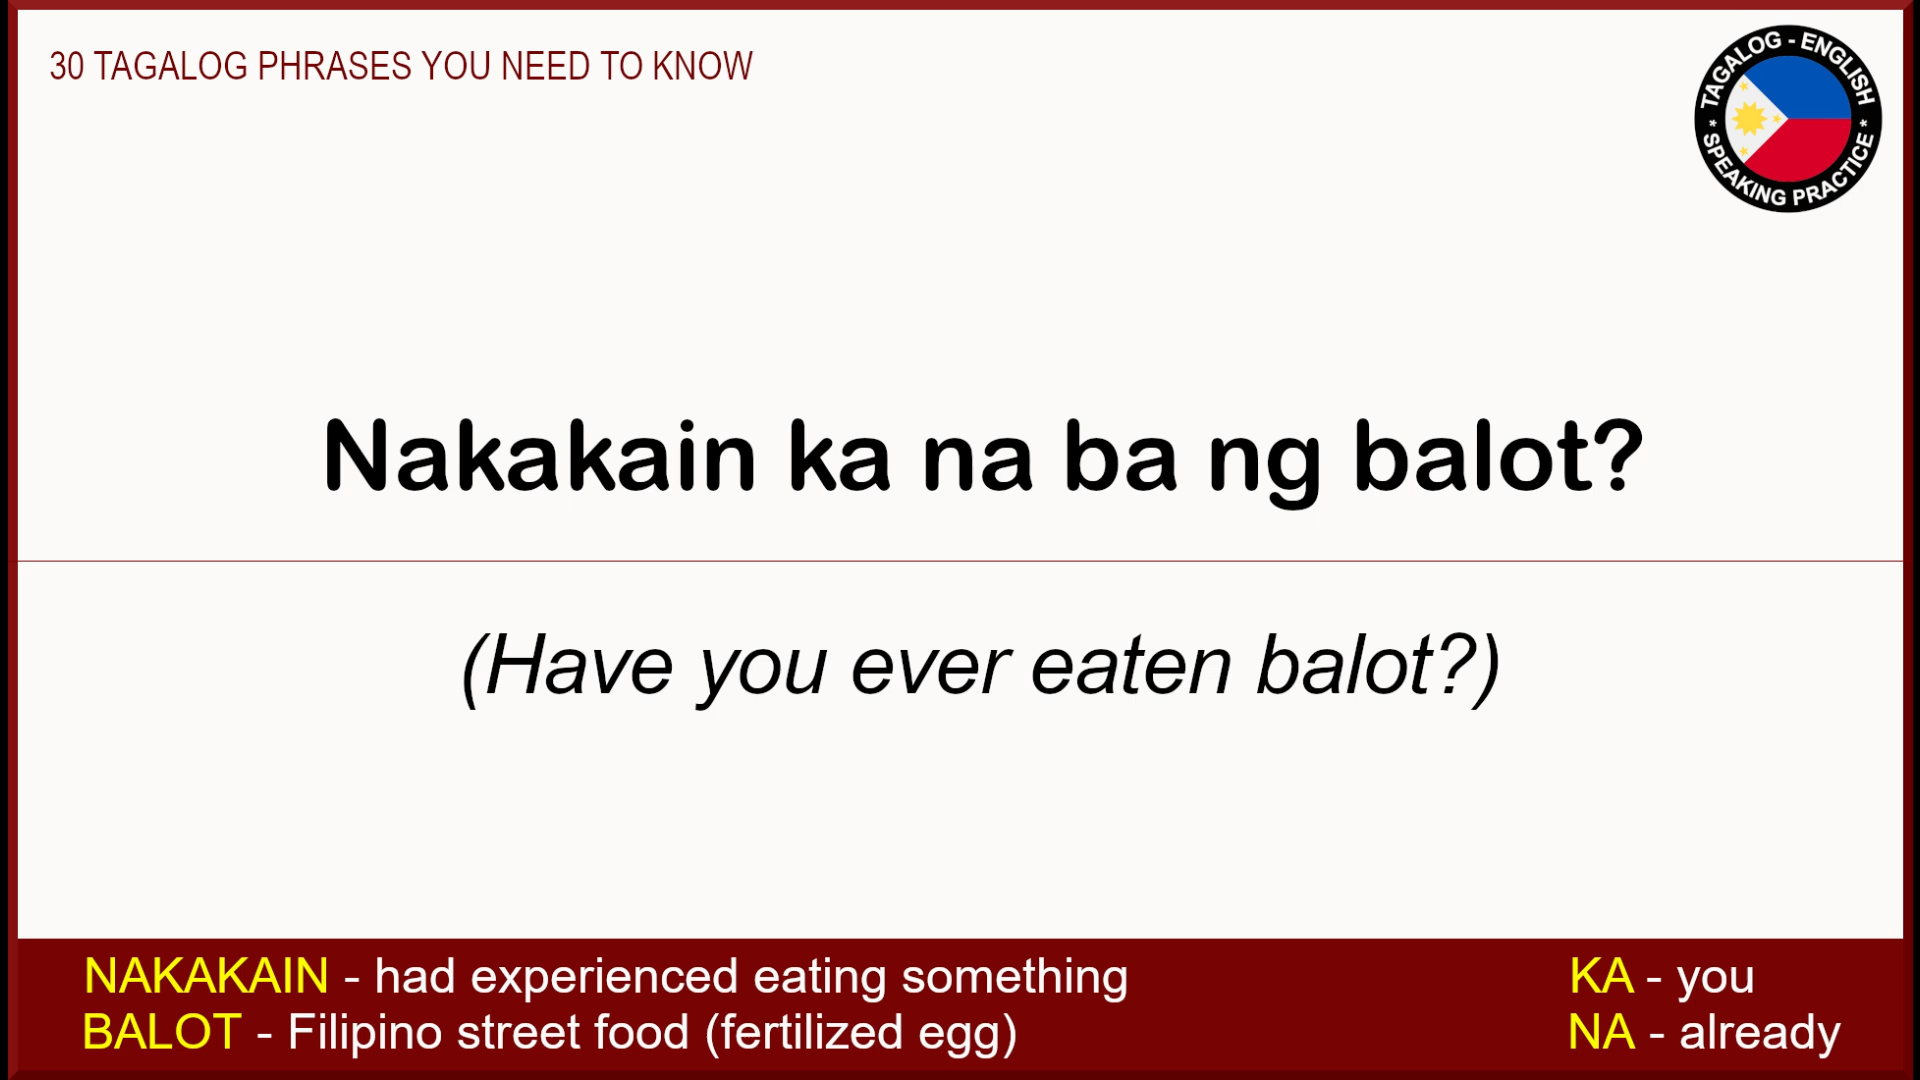 30 TAGALOG PHRASES YOU NEED TO KNOW
TAGALOG - ENGLISH
* SPEAKING PRACTICE *
Nakakain ka na ba ng balot?
(Have you ever eaten balot?)
NAKAKAIN - had experienced eating something
KA - you
BALOT - Filipino street food (fertilized egg)
NA - already